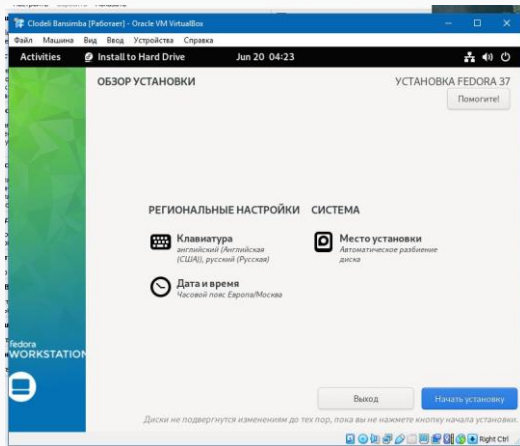 Clodeli Bansimba [Работает] - Oracle VM VirtualBox
Файл Машина Вид Ввод Устройства Справка
Activities Install to Hard Drive Jun 20 04:23
ОБЗОР УСТАНОВКИ
УСТАНОВКА FEDORA 37
Помогите!
РЕГИОНАЛЬНЫЕ НАСТРОЙКИ
СИСТЕМА
Клавиатура
английский (Английская
(США)), русский (Русская)
Место установки
Автоматическое разбиение
диска
Дата и время
Часовой пояс Европа/Москва
fedora
WORKSTATION
Выход
Начать установку
Диски не подвергнутся изменениям до тех пор, пока вы не нажмете кнопку начала установки.
Right Ctrl